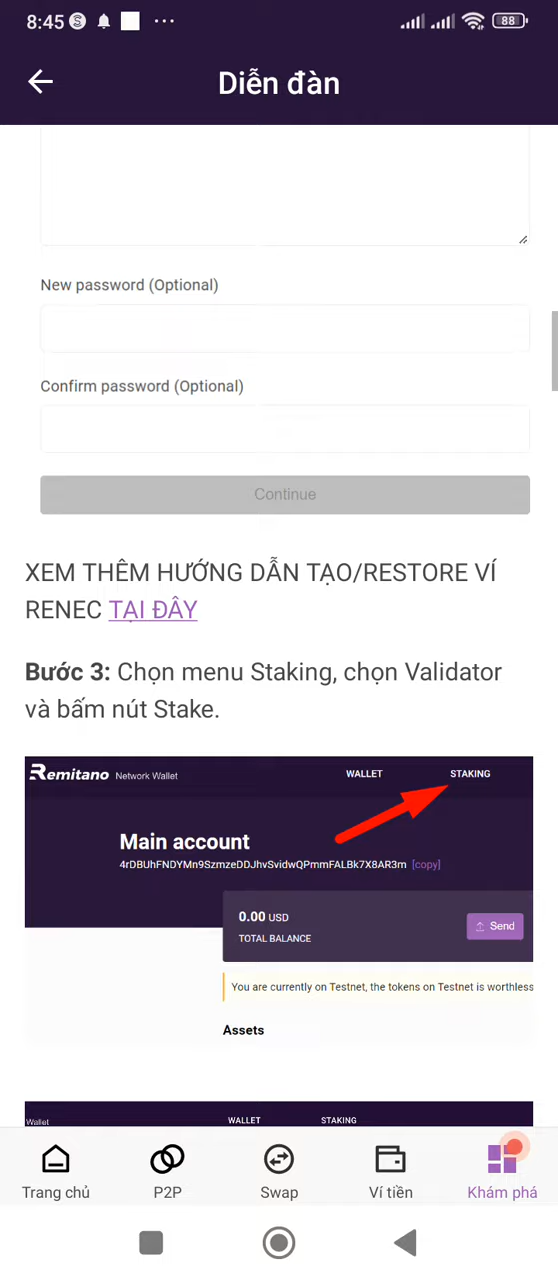 8:45
88
Diễn đàn
New password (Optional)
Confirm password (Optional)
Continue
XEM THÊM HƯỚNG DẪN TẠO/RESTORE VÍ
RENEC TẠI ĐÂY
Bước 3: Chọn menu Staking, chọn Validator
và bấm nút Stake.
Remitano Network Wallet WALLET STAKING
Main account
4rDBUhFNDYMn9SzmzeDDJhvSvidwQPmmFALBk7X8AR3m [copy]
0.00 USD
TOTAL BALANCE
Send
You are currently on Testnet, the tokens on Testnet is worthless
Assets
Wallet WALLET STAKING
Trang chủ P2P Swap Ví tiền Khám phá